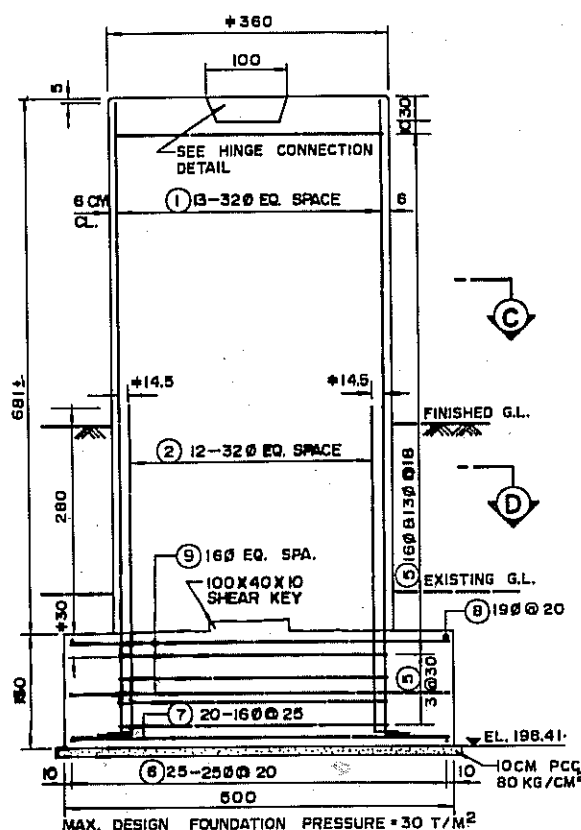 *360
100
5
10 30
SEE HINGE CONNECTION
DETAIL
6 CM
CL.
1 13-32Ø EQ. SPACE
6
C
681±
*14.5
*14.5
FINISHED G.L.
2 12-32Ø EQ. SPACE
280
D
5 16Ø & 13Ø @ 18
9 16Ø EQ. SPA.
100X40X10
SHEAR KEY
EXISTING G.L.
*30
8 19Ø @ 20
150
5 3 @ 30
7 20-16Ø @ 25
EL. 196.41
10
6 25-25Ø @ 20
10
10CM PCC
80 KG/CM²
500
MAX. DESIGN FOUNDATION PRESSURE = 30 T/M²